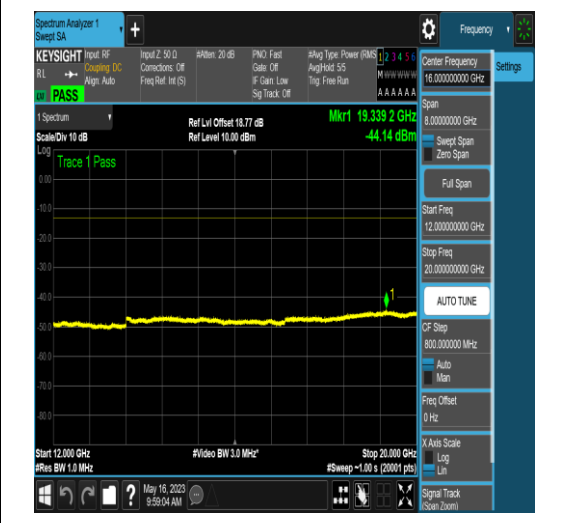 Spectrum Analyzer 1
Swept SA
Frequency
KEYSIGHT
RL
PASS
Input: RF
Coupling: DC
Align: Auto
Input Z: 50 Ω
Corrections: Off
Freq Ref: Int (S)
#Atten: 20 dB
PNO: Fast
Gate: Off
IF Gain: Low
Sig Track: Off
#Avg Type: Power (RMS
Avg|Hold: 5/5
Trig: Free Run
1 2 3 4 5 6
M W W W W W
A A A A A A
1 Spectrum
Scale/Div 10 dB
Ref Lvl Offset 18.77 dB
Ref Level 10.00 dBm
Mkr1 19.339 2 GHz
-44.14 dBm
Log
Trace 1 Pass
0.00
-10.0
-20.0
-30.0
-40.0
-50.0
-60.0
-70.0
-80.0
1
Start 12.000 GHz
#Res BW 1.0 MHz
#Video BW 3.0 MHz*
Stop 20.000 GHz
#Sweep ~1.00 s (20001 pts)
May 16, 2023
9:59:04 AM
?
Center Frequency
16.000000000 GHz
Settings
Span
8.00000000 GHz
Swept Span
Zero Span
Full Span
Start Freq
12.000000000 GHz
Stop Freq
20.000000000 GHz
AUTO TUNE
CF Step
800.000000 MHz
Auto
Man
Freq Offset
0 Hz
X Axis Scale
Log
Lin
Signal Track
(Span Zoom)